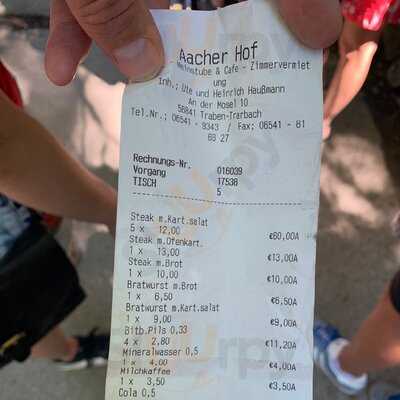 Aacher Hof
- Weinstube & Cafe - Zimmervermiet
ung
Inh.: Ute und Heinrich Haußmann
An der Mosel 10
56841 Traben-Trarbach
Tel.Nr.: 06541 - 9343 / Fax: 06541 - 81
69 27
Rechnungs-Nr. 016039
Vorgang 17538
TISCH 5
Steak m.Kart.salat
5 x 12,00 €60,00A
Steak m.Ofenkart.
1 x 13,00 €13,00A
Steak m.Brot
1 x 10,00 €10,00A
Bratwurst m.Brot
1 x 6,50 €6,50A
Bratwurst m.Kart.salat
1 x 9,00 €9,00A
Bitb.Pils 0,33
4 x 2,80 €11,20A
Mineralwasser 0,5
1 x 4,00 €4,00A
Milchkaffee
1 x 3,50 €3,50A
Cola 0,5